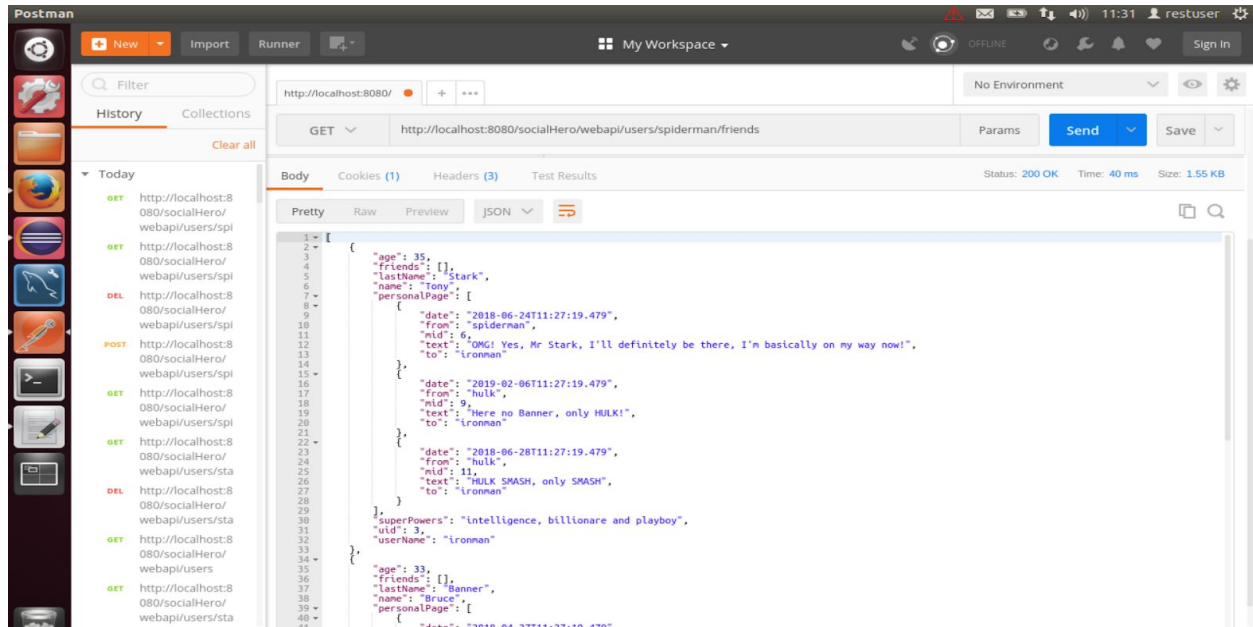 Postman
11:31 restuser
New Import Runner My Workspace OFFLINE Sign In
Filter
History Collections
Clear all
Today
GET http://localhost:8
080/socialHero/
webapi/users/spi
GET http://localhost:8
080/socialHero/
webapi/users/spi
DEL http://localhost:8
080/socialHero/
webapi/users/spi
POST http://localhost:8
080/socialHero/
webapi/users/spi
GET http://localhost:8
080/socialHero/
webapi/users/spi
GET http://localhost:8
080/socialHero/
webapi/users/sta
DEL http://localhost:8
080/socialHero/
webapi/users/sta
GET http://localhost:8
080/socialHero/
webapi/users
GET http://localhost:8
080/socialHero/
webapi/users/sta
http://localhost:8080/ + No Environment
GET http://localhost:8080/socialHero/webapi/users/spiderman/friends Params Send Save
Body Cookies (1) Headers (3) Test Results Status: 200 OK Time: 40 ms Size: 1.55 KB
Pretty Raw Preview JSON
1 [
2 {
3 "age": 35,
4 "friends": [],
5 "lastName": "Stark",
6 "name": "Tony",
7 "personalPage": [
8 {
9 "date": "2018-06-24T11:27:19.479",
10 "from": "spiderman",
11 "mid": 6,
12 "text": "OMG! Yes, Mr Stark, I'll definitely be there, I'm basically on my way now!",
13 "to": "ironman"
14 },
15 {
16 "date": "2019-02-06T11:27:19.479",
17 "from": "hulk",
18 "mid": 9,
19 "text": "Here no Banner, only HULK!",
20 "to": "ironman"
21 },
22 {
23 "date": "2018-06-28T11:27:19.479",
24 "from": "hulk",
25 "mid": 11,
26 "text": "HULK SMASH, only SMASH",
27 "to": "ironman"
28 }
29 ],
30 "superPowers": "intelligence, billionare and playboy",
31 "uid": 3,
32 "userName": "ironman"
33 },
34 {
35 "age": 33,
36 "friends": [],
37 "lastName": "Banner",
38 "name": "Bruce",
39 "personalPage": [
40 {